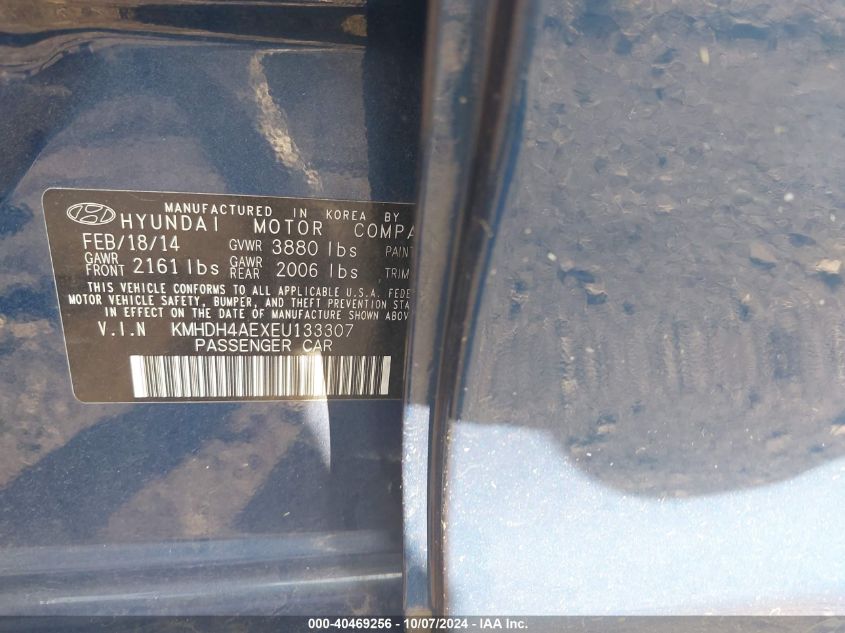 MANUFACTURED IN KOREA BY
HYUNDAI MOTOR COMPA
FEB/18/14 GVWR 3880 lbs PAIN
GAWR FRONT 2161 lbs GAWR REAR 2006 lbs TRIM
THIS VEHICLE CONFORMS TO ALL APPLICABLE U.S.A. FEDE
MOTOR VEHICLE SAFETY, BUMPER, AND THEFT PREVENTION STA
IN EFFECT ON THE DATE OF MANUFACTURE SHOWN ABOV
V.I.N KMHDH4AEXEU133307
PASSENGER CAR
000-40469256 - 10/07/2024 - © IAA, Inc.